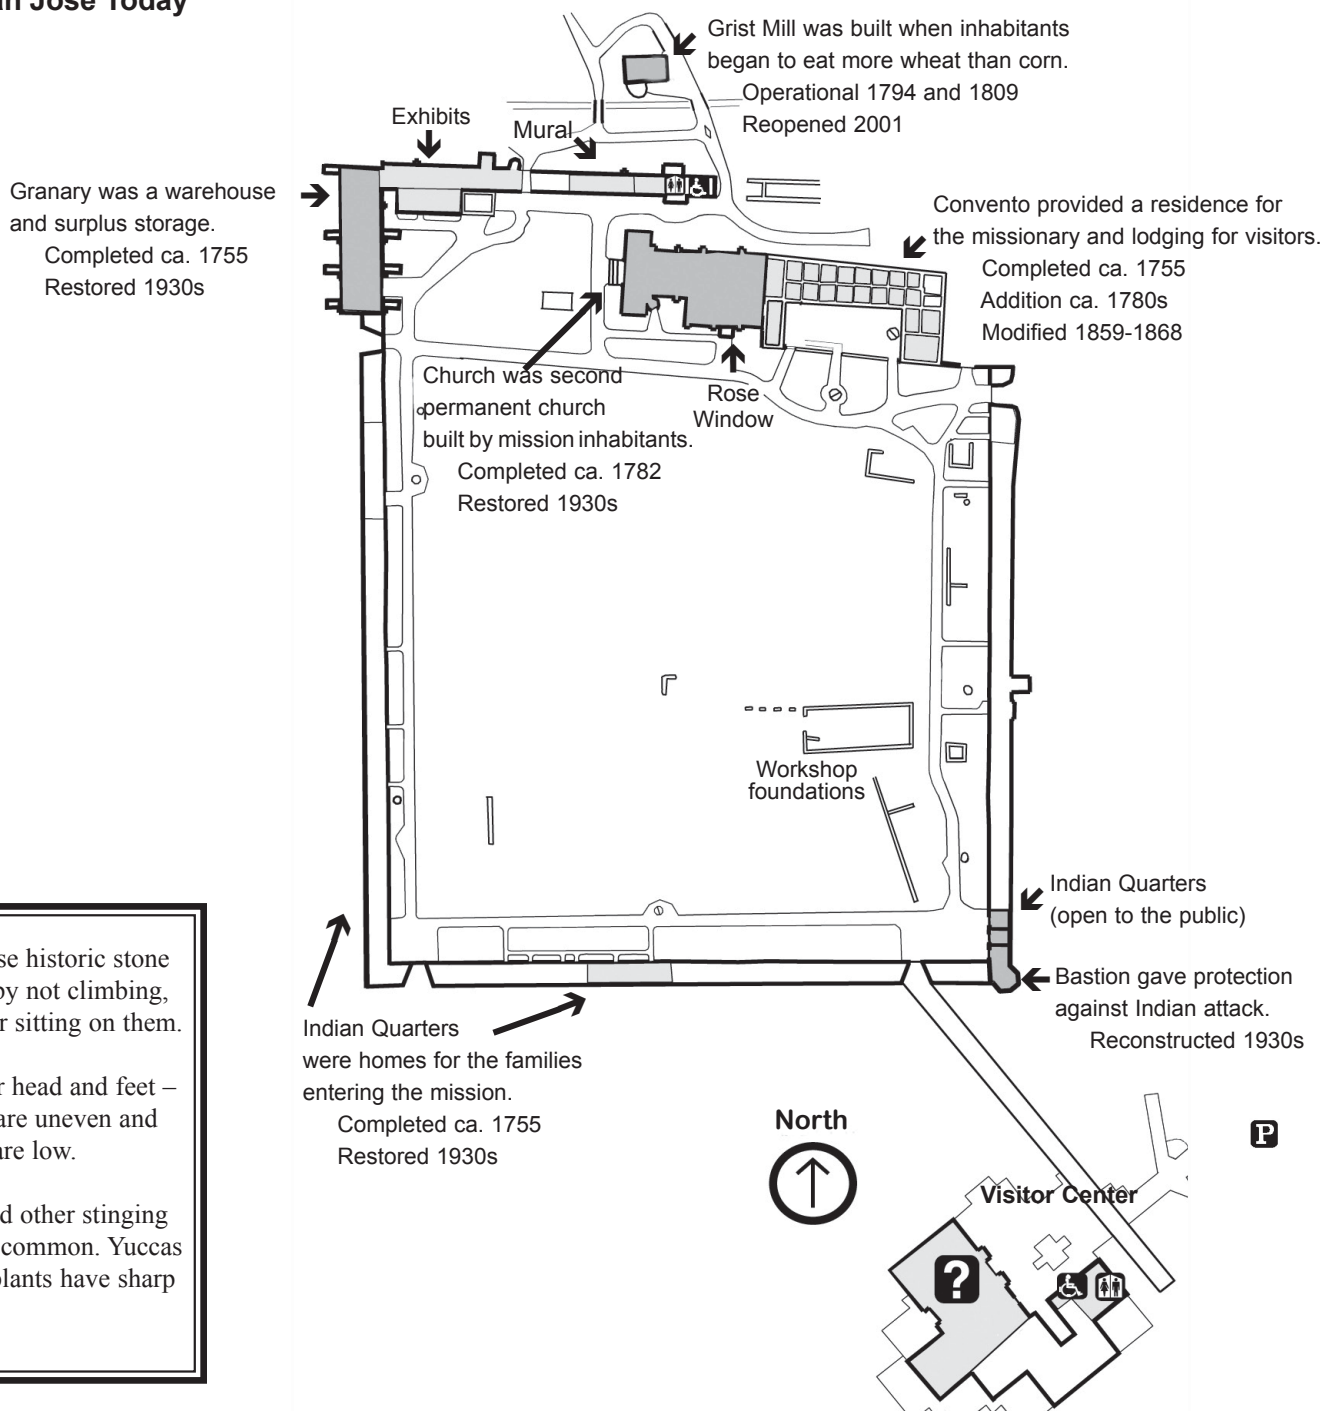 José Today
Grist Mill was built when inhabitants
began to eat more wheat than corn.
Operational 1794 and 1809
Reopened 2001
Exhibits
Mural
Granary was a warehouse
and surplus storage.
Completed ca. 1755
Restored 1930s
Convento provided a residence for
the missionary and lodging for visitors.
Completed ca. 1755
Addition ca. 1780s
Modified 1859-1868
Church was second
permanent church
built by mission inhabitants.
Completed ca. 1782
Restored 1930s
Rose
Window
Workshop
foundations
Indian Quarters
(open to the public)
Bastion gave protection
against Indian attack.
Reconstructed 1930s
Indian Quarters
were homes for the families
entering the mission.
Completed ca. 1755
Restored 1930s
historic stone
by not climbing,
sitting on them.
head and feet –
are uneven and
are low.
other stinging
common. Yuccas
plants have sharp
North
P
Visitor Center
?